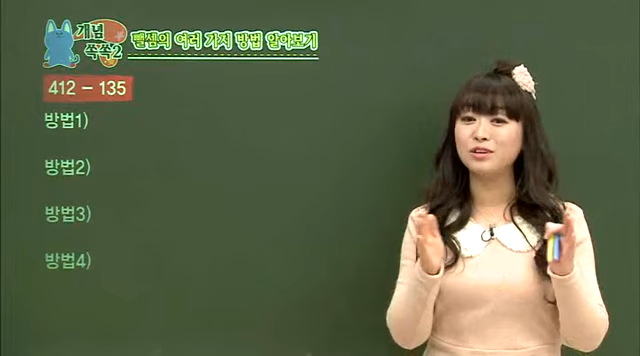 개념
쏙쏙2
뺄셈의 여러 가지 방법 알아보기
412 - 135
방법1)
방법2)
방법3)
방법4)